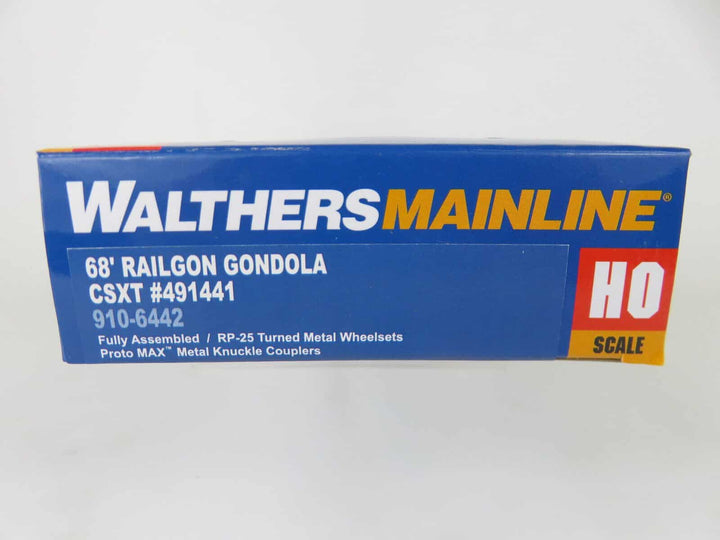 WALTHERSMAINLINE®
68' RAILGON GONDOLA
CSXT #491441
910-6442
Fully Assembled / RP-25 Turned Metal Wheelsets
Proto MAX™ Metal Knuckle Couplers
HO
SCALE